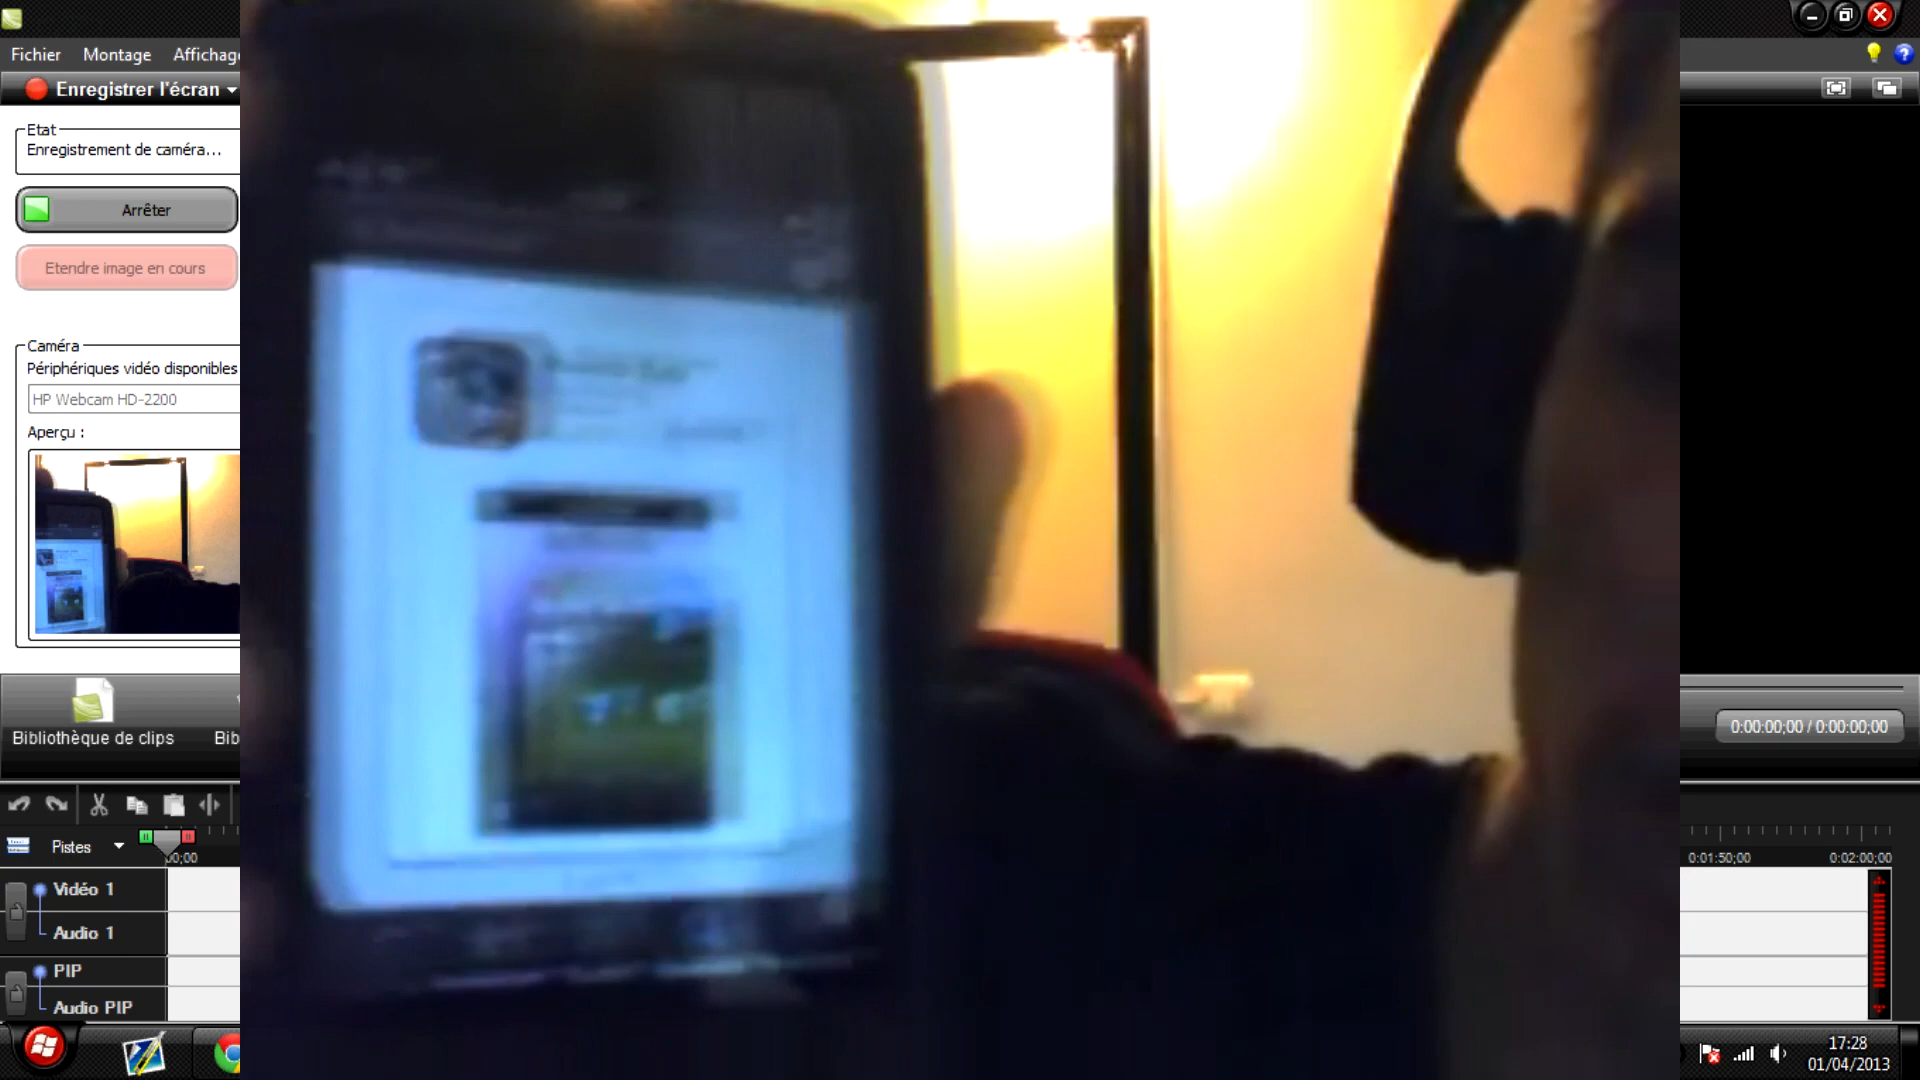 Fichier Montage Affichag
Enregistrer l'écran
Etat
Enregistrement de caméra...
Arrêter
Etendre image en cours
Caméra
Périphériques vidéo disponibles
HP Webcam HD-2200
Aperçu :
Bibliothèque de clips Bib
0:00:00;00 / 0:00:00;00
Pistes
00;00
0:01:50;00 0:02:00;00
Vidéo 1
Audio 1
PIP
Audio PIP
17:28
01/04/2013